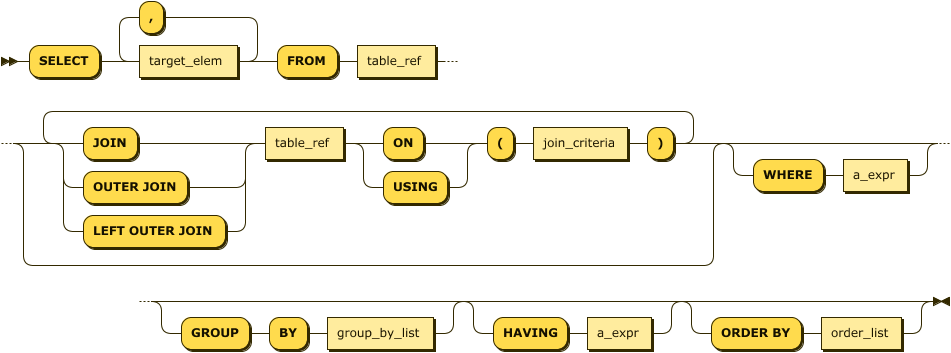 ,
SELECT target_elem FROM table_ref
JOIN table_ref ON ( join_criteria )
OUTER JOIN USING WHERE a_expr
LEFT OUTER JOIN
GROUP BY group_by_list HAVING a_expr ORDER BY order_list